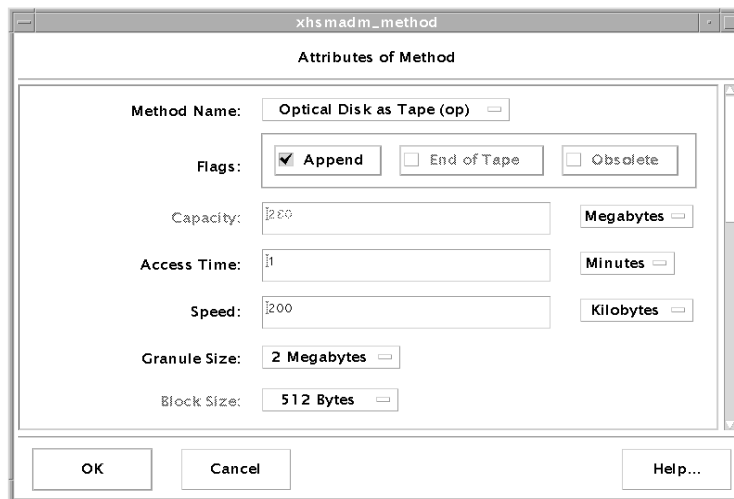 xhsmadm_method
Attributes of Method
Method Name: Optical Disk as Tape (op)
Flags: Append End of Tape Obsolete
Capacity: 280 Megabytes
Access Time: 1 Minutes
Speed: 200 Kilobytes
Granule Size: 2 Megabytes
Block Size: 512 Bytes
OK Cancel Help...